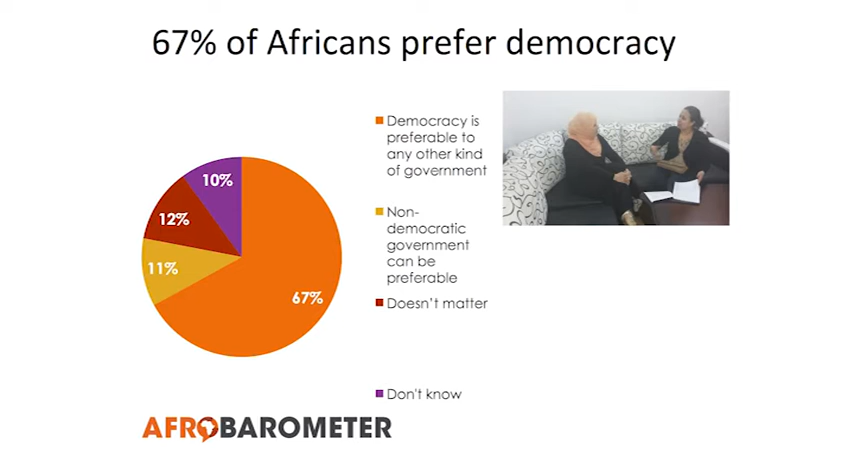 67% of Africans prefer democracy
10%
12%
11%
67%
Democracy is
preferable to
any other kind
of government
Non-
democratic
government
can be
preferable
Doesn't matter
Don't know
AFROBAROMETER